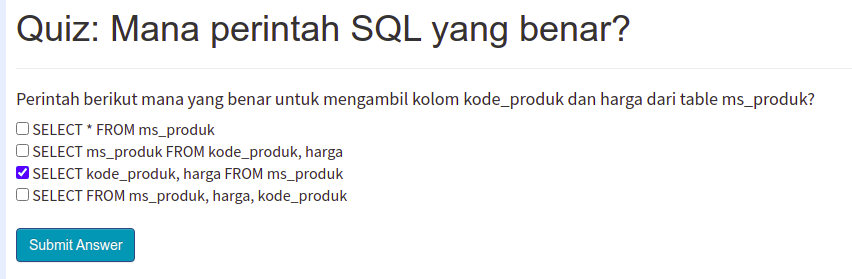 Quiz: Mana perintah SQL yang benar?
Perintah berikut mana yang benar untuk mengambil kolom kode_produk dan harga dari table ms_produk?
SELECT * FROM ms_produk
SELECT ms_produk FROM kode_produk, harga
SELECT kode_produk, harga FROM ms_produk
SELECT FROM ms_produk, harga, kode_produk
Submit Answer